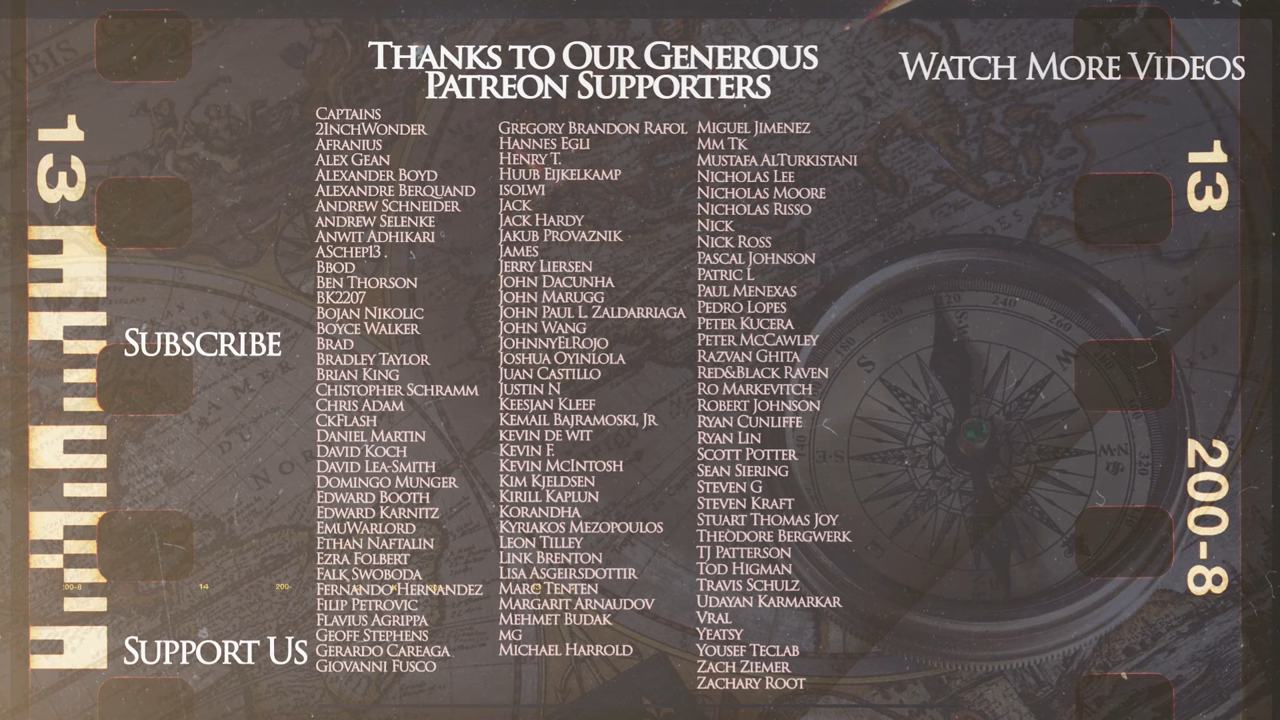 THANKS TO OUR GENEROUS
PATREON SUPPORTERS
WATCH MORE VIDEOS
SUBSCRIBE
SUPPORT US
CAPTAINS
2INCHWONDER
AFRANIUS
ALEX GEAN
ALEXANDER BOYD
ALEXANDRE BERQUAND
ANDREW SCHNEIDER
ANDREW SELENKE
ANWIT ADHIKARI
ASCHEP13 .
BBOD
BEN THORSON
BK2207
BOJAN NIKOLIC
BOYCE WALKER
BRAD
BRADLEY TAYLOR
BRIAN KING
CHISTOPHER SCHRAMM
CHRIS ADAM
CKFLASH
DANIEL MARTIN
DAVID KOCH
DAVID LEA-SMITH
DOMINGO MUNGER
EDWARD BOOTH
EDWARD KARNITZ
EMUWARLORD
ETHAN NAFTALIN
EZRA FOLBERT
FALK SWOBODA
FERNANDO HERNANDEZ
FILIP PETROVIC
FLAVIUS AGRIPPA
GEOFF STEPHENS
GERARDO CAREAGA
GIOVANNI FUSCO
GREGORY BRANDON RAFOL
HANNES EGLI
HENRY T.
HUUB EIJKELKAMP
ISOLWI
JACK
JACK HARDY
JAKUB PROVAZNIK
JAMES
JERRY LIERSEN
JOHN DACUNHA
JOHN MARUGG
JOHN PAUL L ZALDARRIAGA
JOHN WANG
JOHNNYELROJO
JOSHUA OYINLOLA
JUAN CASTILLO
JUSTIN N
KEESJAN KLEEF
KEMAIL BAJRAMOSKI, JR
KEVIN DE WIT
KEVIN F.
KEVIN MCINTOSH
KIM KJELDSEN
KIRILL KAPLUN
KORANDHA
KYRIAKOS MEZOPOULOS
LEON TILLEY
LINK BRENTON
LISA ASGEIRSDOTTIR
MARC TENTEN
MARGARIT ARNAUDOV
MEHMET BUDAK
MG
MICHAEL HARROLD
MIGUEL JIMENEZ
MM TK
MUSTAFA ALTURKISTANI
NICHOLAS LEE
NICHOLAS MOORE
NICHOLAS RISSO
NICK
NICK ROSS
PASCAL JOHNSON
PATRIC L
PAUL MENEXAS
PEDRO LOPES
PETER KUCERA
PETER MCCAWLEY
RAZVAN GHITA
RED&BLACK RAVEN
RO MARKEVITCH
ROBERT JOHNSON
RYAN CUNLIFFE
RYAN LIN
SCOTT POTTER
SEAN SIERING
STEVEN G
STEVEN KRAFT
STUART THOMAS JOY
THEODORE BERGWERK
TJ PATTERSON
TOD HIGMAN
TRAVIS SCHULZ
UDAYAN KARMARKAR
VRAL
YEATSY
YOUSEF TECLAB
ZACH ZIEMER
ZACHARY ROOT
13
13
200-8
14
200-
220
240
260
320